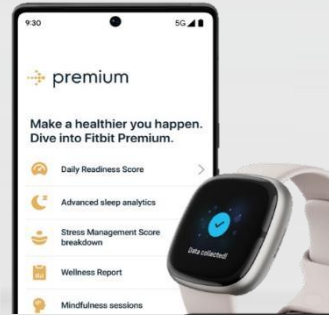 9:30
5G
premium
Make a healthier you happen.
Dive into Fitbit Premium.
Daily Readiness Score
Advanced sleep analytics
Stress Management Score
breakdown
Wellness Report
Mindfulness sessions
Data collected!